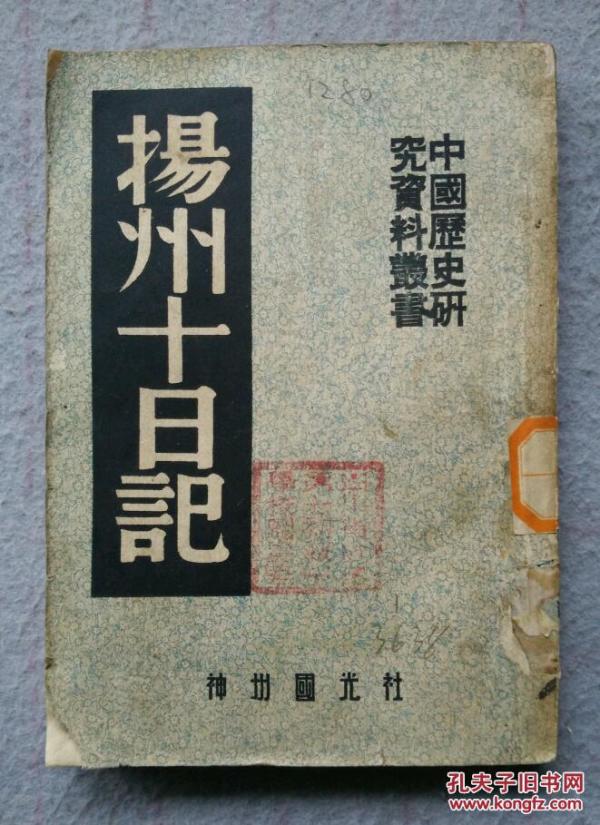 1280
中國歷史研
究資料叢書
揚州十日記
3638
神州國光社
孔夫子旧书网
www.kongfz.com